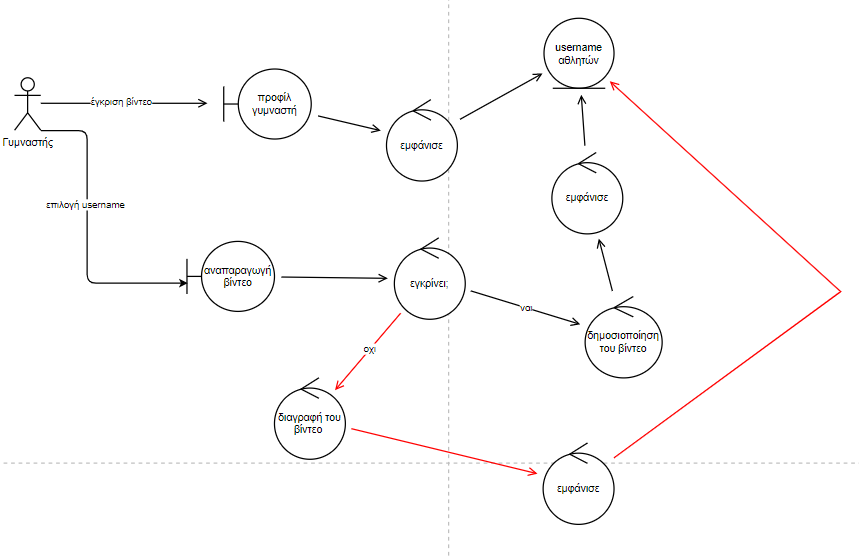 username
αθλητών
έγκριση βίντεο
προφίλ
γυμναστή
Γυμναστής
εμφάνισε
εμφάνισε
επιλογή username
αναπαραγωγή
βίντεο
εγκρίνει;
ναι
δημοσιοποίηση
του βίντεο
οχι
διαγραφή του
βίντεο
εμφάνισε